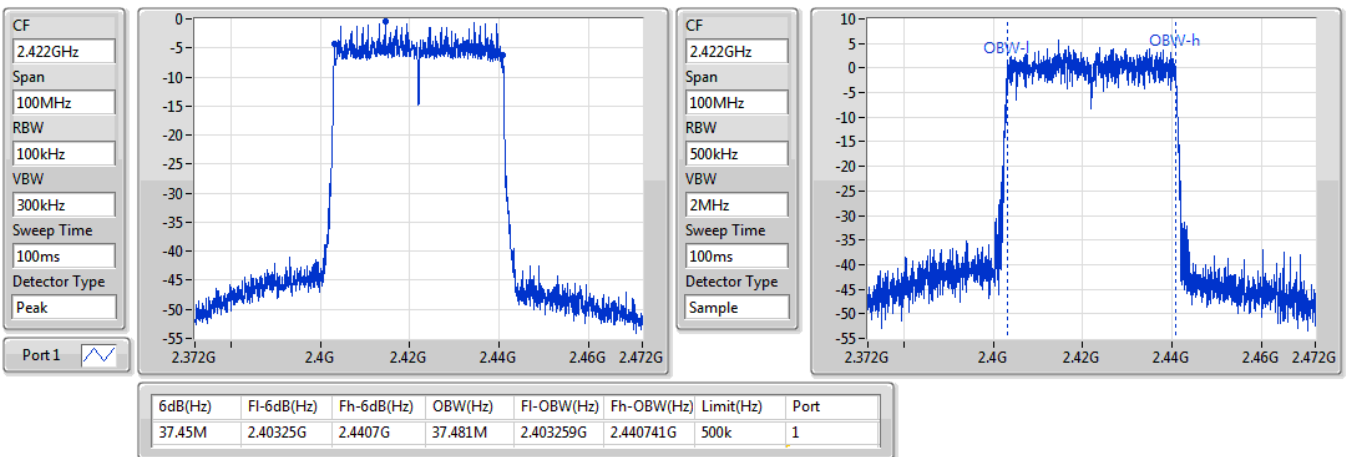 CF
2.422GHz
Span
100MHz
RBW
100kHz
VBW
300kHz
Sweep Time
100ms
Detector Type
Peak
Port 1
0
-5
-10
-15
-20
-25
-30
-35
-40
-45
-50
-55
2.372G 2.4G 2.42G 2.44G 2.46G 2.472G
CF
2.422GHz
Span
100MHz
RBW
500kHz
VBW
2MHz
Sweep Time
100ms
Detector Type
Sample
10
5
0
-5
-10
-15
-20
-25
-30
-35
-40
-45
-50
-55
OBW-l OBW-h
2.372G 2.4G 2.42G 2.44G 2.46G 2.472G
6dB(Hz) Fl-6dB(Hz) Fh-6dB(Hz) OBW(Hz) Fl-OBW(Hz) Fh-OBW(Hz) Limit(Hz) Port
37.45M 2.40325G 2.4407G 37.481M 2.403259G 2.440741G 500k 1